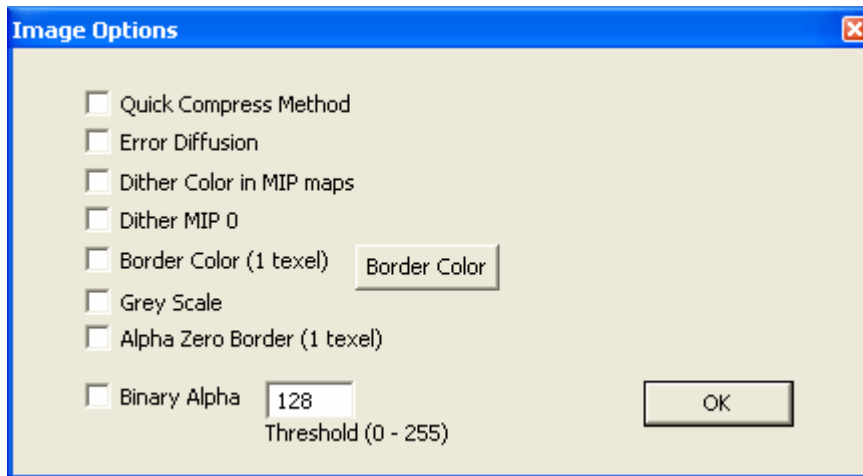 Image Options
Quick Compress Method
Error Diffusion
Dither Color in MIP maps
Dither MIP 0
Border Color (1 texel) Border Color
Grey Scale
Alpha Zero Border (1 texel)
Binary Alpha 128 OK
Threshold (0 - 255)